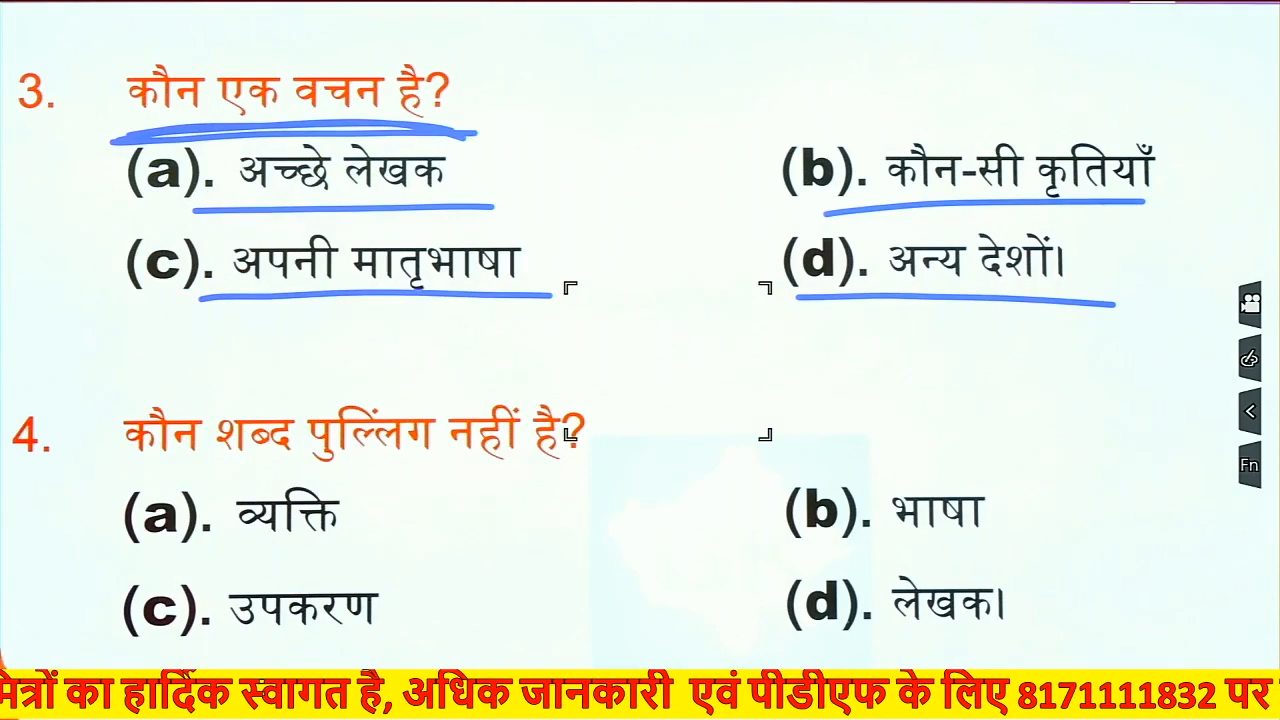 3. कौन एक वचन है?
(a). अच्छे लेखक (b). कौन-सी कृतियाँ
(c). अपनी मातृभाषा (d). अन्य देशों।
4. कौन शब्द पुल्लिंग नहीं है?
(a). व्यक्ति (b). भाषा
(c). उपकरण (d). लेखक।
Fn
मित्रों का हार्दिक स्वागत है, अधिक जानकारी एवं पीडीएफ के लिए 8171111832 पर